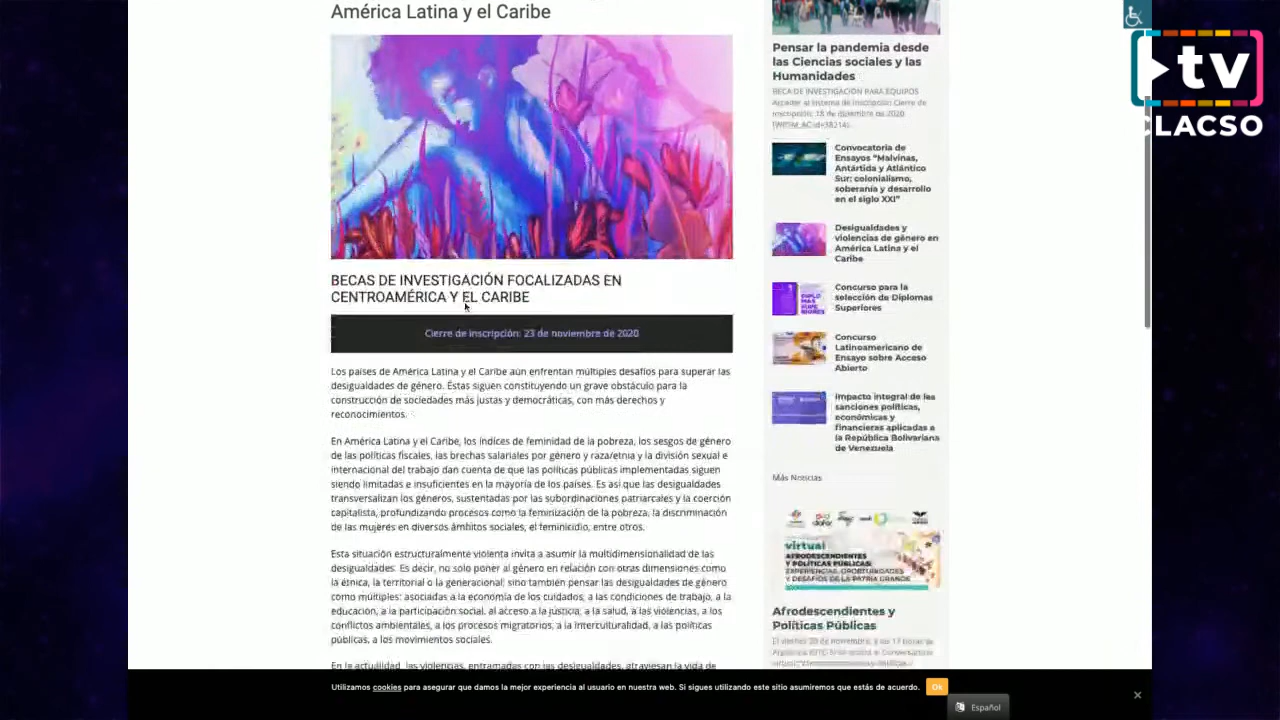 América Latina y el Caribe
BECAS DE INVESTIGACIÓN FOCALIZADAS EN
CENTROAMÉRICA Y EL CARIBE
Cierre de inscripción: 23 de noviembre de 2020
Los países de América Latina y el Caribe aún enfrentan múltiples desafíos para superar las
desigualdades de género. Éstas siguen constituyendo un grave obstáculo para la
construcción de sociedades más justas y democráticas, con más derechos y
reconocimientos.
En América Latina y el Caribe, los índices de feminidad de la pobreza, los sesgos de género
de las políticas fiscales, las brechas salariales por género y raza/etnia y la división sexual e
internacional del trabajo dan cuenta de que las políticas públicas implementadas siguen
siendo limitadas e insuficientes en la mayoría de los países. Es así que las desigualdades
transversalizan los géneros, sustentadas por las subordinaciones patriarcales y la coerción
capitalista, profundizando procesos como la feminización de la pobreza, la discriminación
de las mujeres en diversos ámbitos sociales, el feminicidio, entre otros.
Esta situación estructuralmente violenta invita a asumir la multidimensionalidad de las
desigualdades. Es decir, no solo poner al género en relación con otras dimensiones como
la étnica, la territorial o la generacional; sino también pensar las desigualdades de género
como múltiples: asociadas a la economía de los cuidados, a las condiciones de trabajo, a la
educación, a la participación social, al acceso a la justicia, a la salud, a las violencias, a los
conflictos ambientales, a los procesos migratorios, a la interculturalidad, a las políticas
públicas, a los movimientos sociales.
En la actualidad, las violencias, entramadas con las desigualdades, atraviesan la vida de
Pensar la pandemia desde
las Ciencias sociales y las
Humanidades
BECA DE INVESTIGACIÓN PARA EQUIPOS
Acceder al sistema de inscripción Cierre de
inscripción: 18 de diciembre de 2020
Convocatoria de
Ensayos “Malvinas,
Antártida y Atlántico
Sur: colonialismo,
soberanía y desarrollo
en el siglo XXI”
Desigualdades y
violencias de género en
América Latina y el
Caribe
Concurso para la
selección de Diplomas
Superiores
Concurso
Latinoamericano de
Ensayo sobre Acceso
Abierto
Impacto integral de las
sanciones políticas,
económicas y
financieras aplicadas a
la República Bolivariana
de Venezuela
Más Noticias
virtual
AFRODESCENDIENTES
Y POLÍTICAS PÚBLICAS:
EXPERIENCIAS, OPORTUNIDADES
Y DESAFÍOS DE LA PATRIA GRANDE
Afrodescendientes y
Políticas Públicas
Utilizamos cookies para asegurar que damos la mejor experiencia al usuario en nuestra web. Si sigues utilizando este sitio asumiremos que estás de acuerdo.
Ok
Español
tv
CLACSO